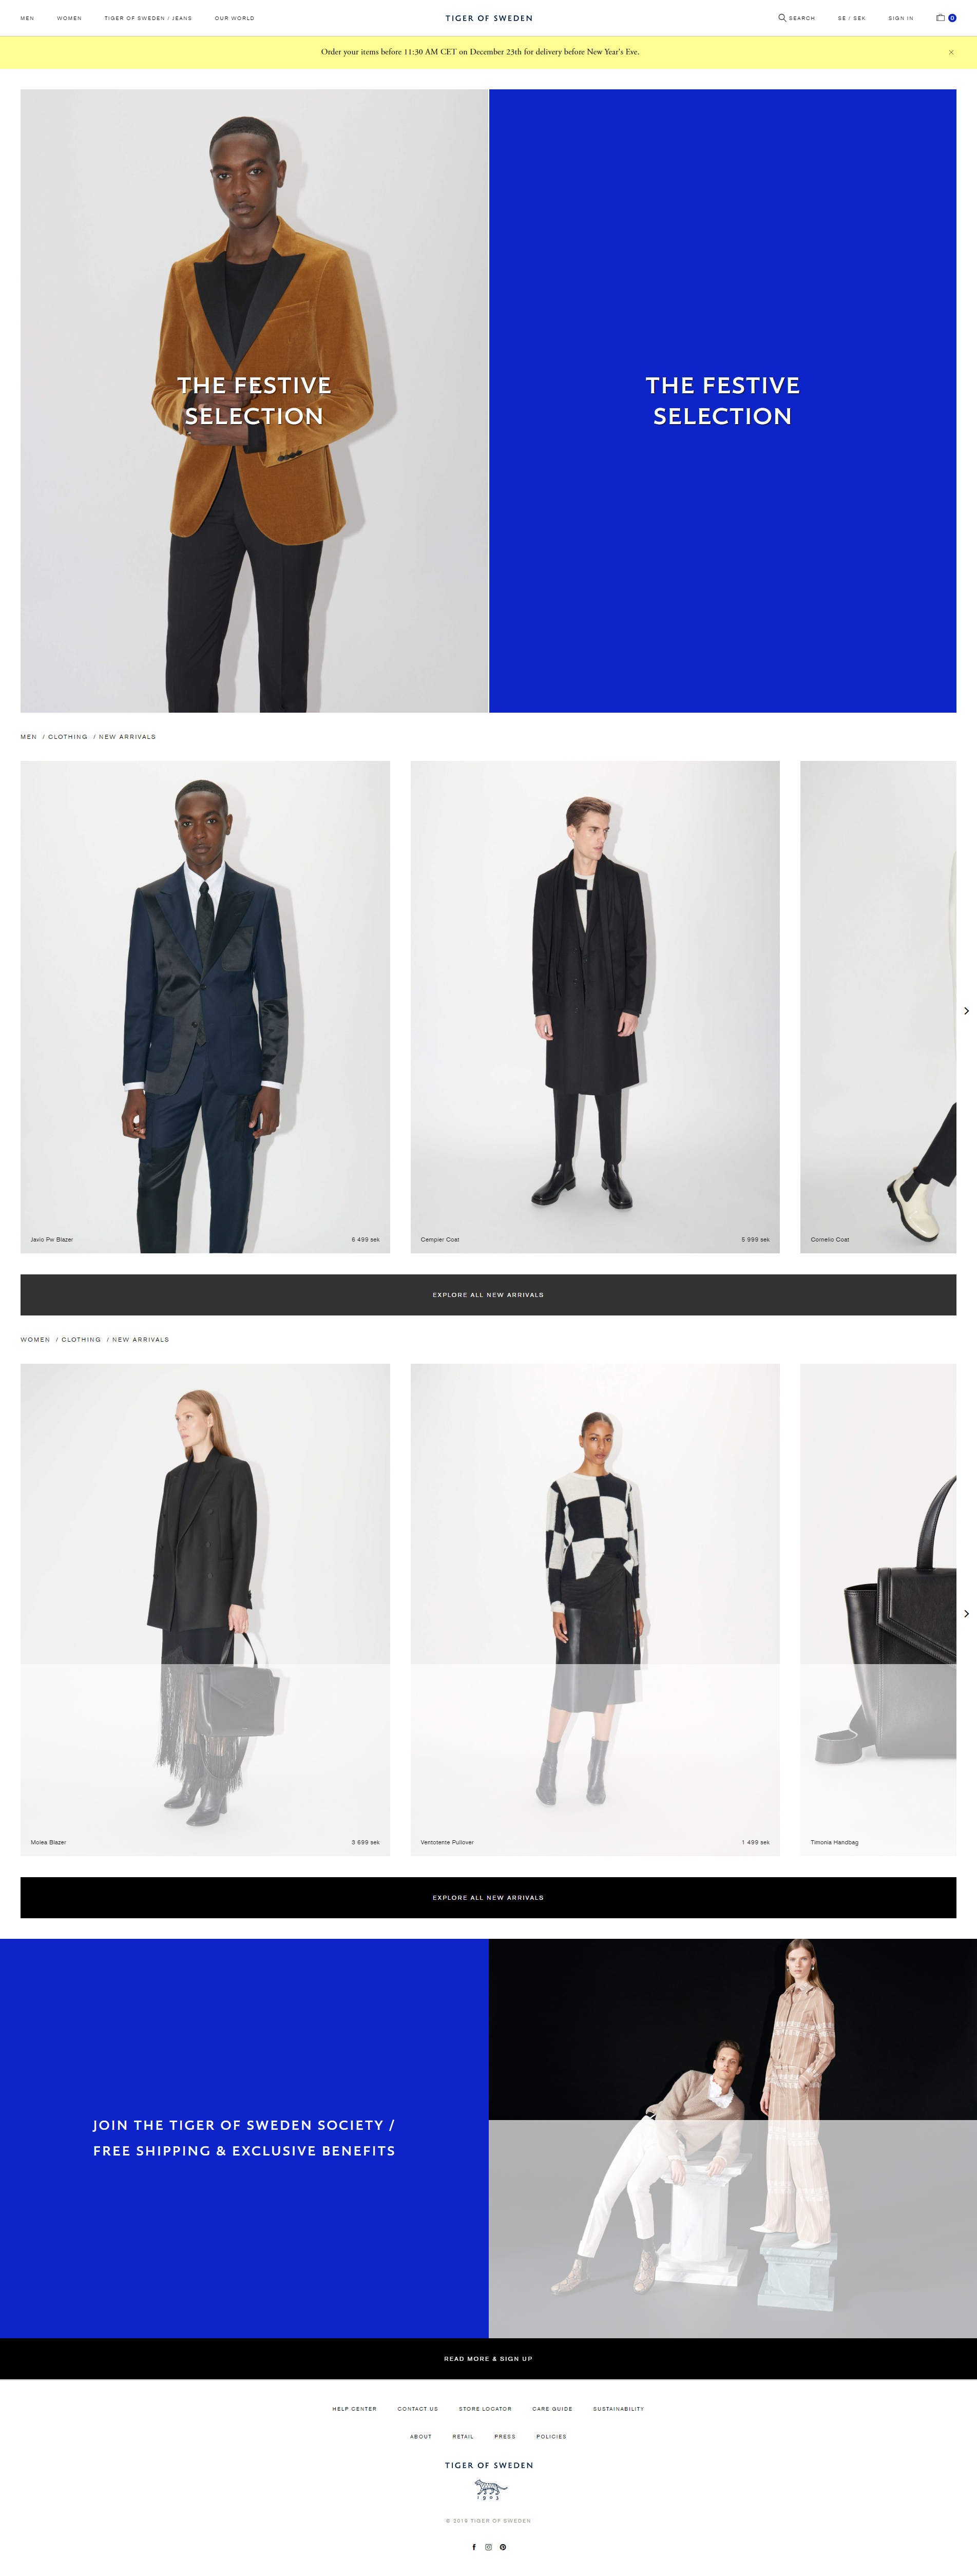 MEN
WOMEN
TIGER OF SWEDEN / JEANS
OUR WORLD
TIGER OF SWEDEN
SEARCH
SE / SEK
SIGN IN
0
Order your items before 11:30 AM CET on December 23th for delivery before New Year's Eve.
THE FESTIVE
SELECTION
THE FESTIVE
SELECTION
MEN / CLOTHING / NEW ARRIVALS
Javio Pw Blazer
6 499 sek
Cempier Coat
5 999 sek
Cornelio Coat
EXPLORE ALL NEW ARRIVALS
WOMEN / CLOTHING / NEW ARRIVALS
Molea Blazer
3 699 sek
Ventotente Pullover
1 499 sek
Timonia Handbag
EXPLORE ALL NEW ARRIVALS
JOIN THE TIGER OF SWEDEN SOCIETY /
FREE SHIPPING & EXCLUSIVE BENEFITS
READ MORE & SIGN UP
HELP CENTER
CONTACT US
STORE LOCATOR
CARE GUIDE
SUSTAINABILITY
ABOUT
RETAIL
PRESS
POLICIES
TIGER OF SWEDEN
1903
© 2019 TIGER OF SWEDEN